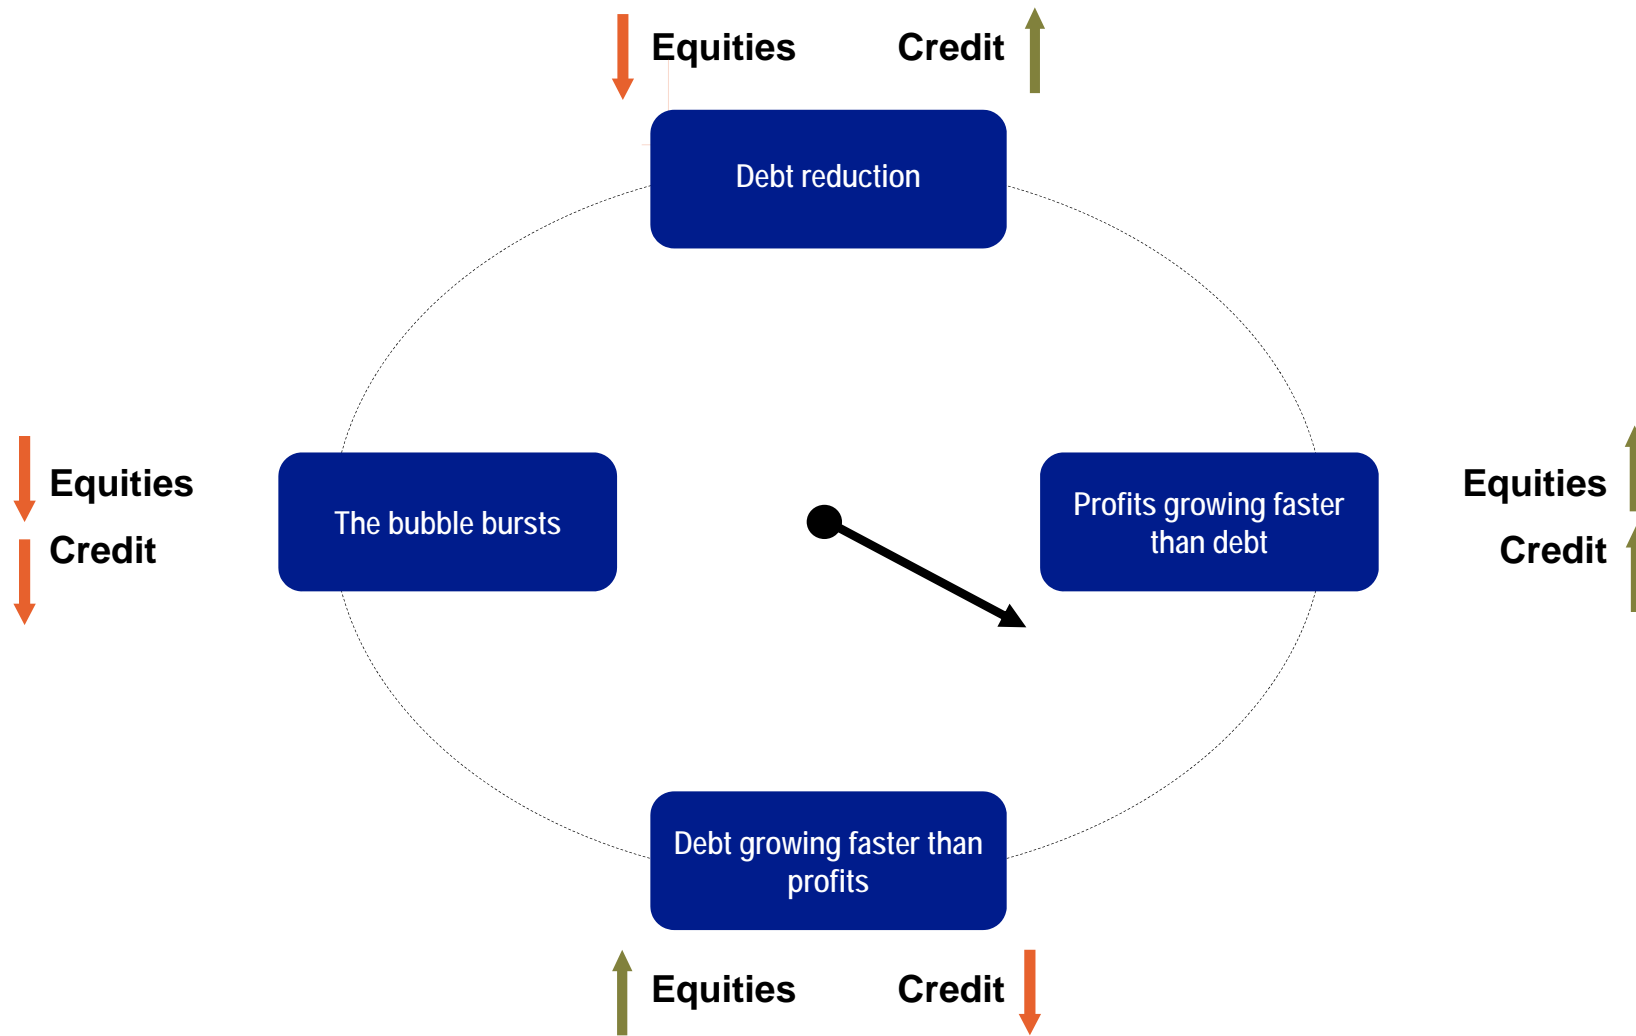 Equities Credit
Debt reduction
Equities
Credit
The bubble bursts
Profits growing faster
than debt
Equities
Credit
Debt growing faster than
profits
Equities Credit